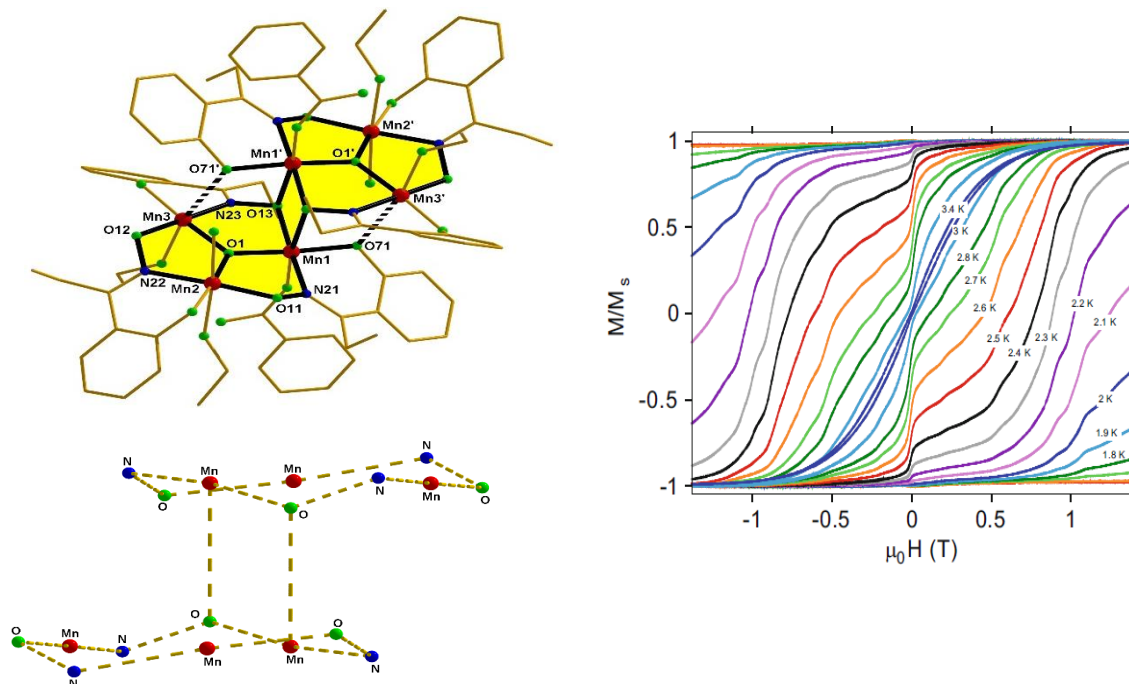 Mn2'
Mn1'
O1'
O71'
Mn3'
N23
O13
Mn3
O12
O1
O71
Mn1
N22
Mn2
N21
O11
N
Mn
Mn
N
O
N
Mn
O
O
O
Mn
N
O
Mn
Mn
O
N
N
M/Ms
1
0.5
0
-0.5
-1
3.4 K
3 K
2.8 K
2.7 K
2.6 K
2.5 K
2.4 K
2.3 K
2.2 K
2.1 K
2 K
1.9 K
1.8 K
-1
-0.5
0
0.5
1
μ₀H (T)